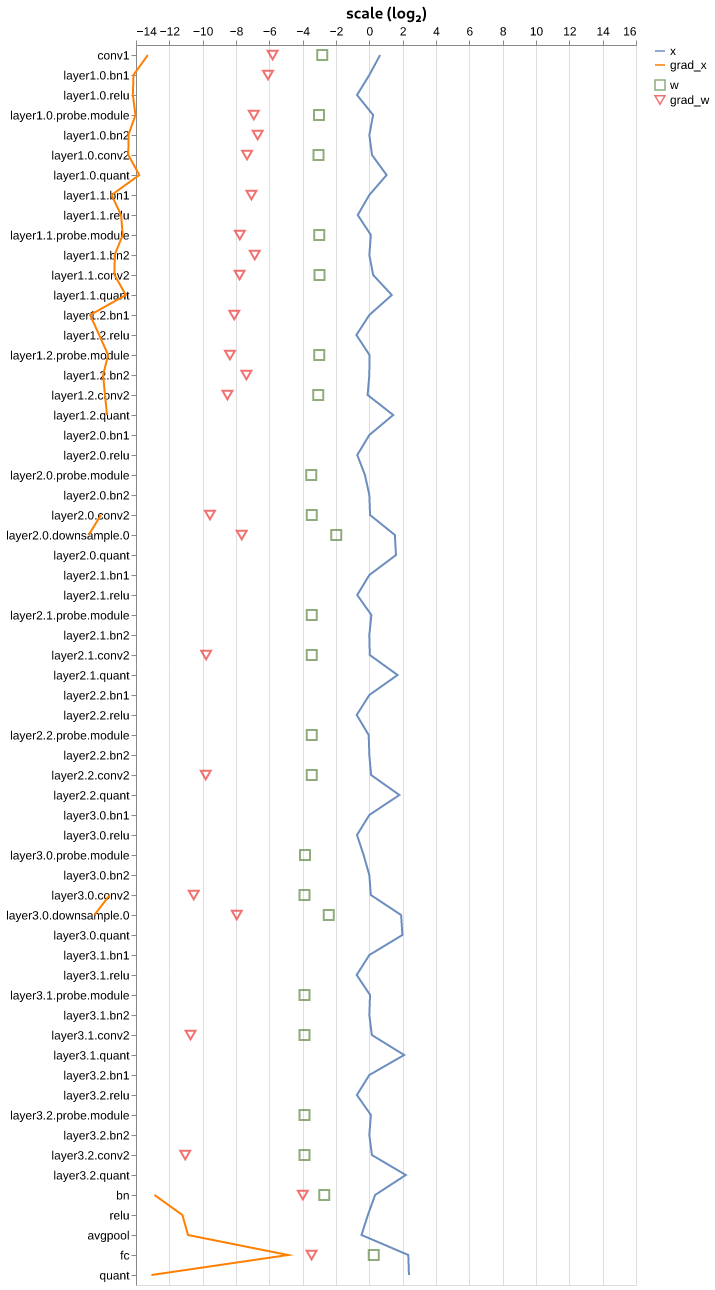 scale (log₂)
−14 −12 −10 −8 −6 −4 −2 0 2 4 6 8 10 12 14 16
x
grad_x
w
grad_w
conv1
layer1.0.bn1
layer1.0.relu
layer1.0.probe.module
layer1.0.bn2
layer1.0.conv2
layer1.0.quant
layer1.1.bn1
layer1.1.relu
layer1.1.probe.module
layer1.1.bn2
layer1.1.conv2
layer1.1.quant
layer1.2.bn1
layer1.2.relu
layer1.2.probe.module
layer1.2.bn2
layer1.2.conv2
layer1.2.quant
layer2.0.bn1
layer2.0.relu
layer2.0.probe.module
layer2.0.bn2
layer2.0.conv2
layer2.0.downsample.0
layer2.0.quant
layer2.1.bn1
layer2.1.relu
layer2.1.probe.module
layer2.1.bn2
layer2.1.conv2
layer2.1.quant
layer2.2.bn1
layer2.2.relu
layer2.2.probe.module
layer2.2.bn2
layer2.2.conv2
layer2.2.quant
layer3.0.bn1
layer3.0.relu
layer3.0.probe.module
layer3.0.bn2
layer3.0.conv2
layer3.0.downsample.0
layer3.0.quant
layer3.1.bn1
layer3.1.relu
layer3.1.probe.module
layer3.1.bn2
layer3.1.conv2
layer3.1.quant
layer3.2.bn1
layer3.2.relu
layer3.2.probe.module
layer3.2.bn2
layer3.2.conv2
layer3.2.quant
bn
relu
avgpool
fc
quant